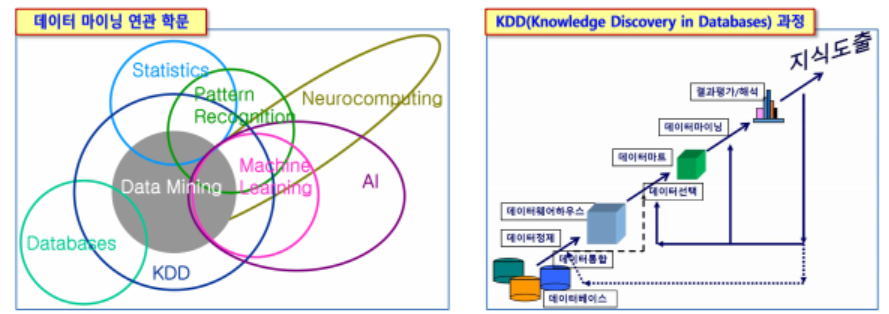 데이터 마이닝 연관 학문
Statistics
Pattern
Recognition
Neurocomputing
Machine
Learning
AI
Data Mining
Databases
KDD
KDD(Knowledge Discovery in Databases) 과정
지식도출
결과평가/해석
데이터마이닝
데이터마트
데이터선택
데이터웨어하우스
데이터정제
데이터통합
데이터베이스